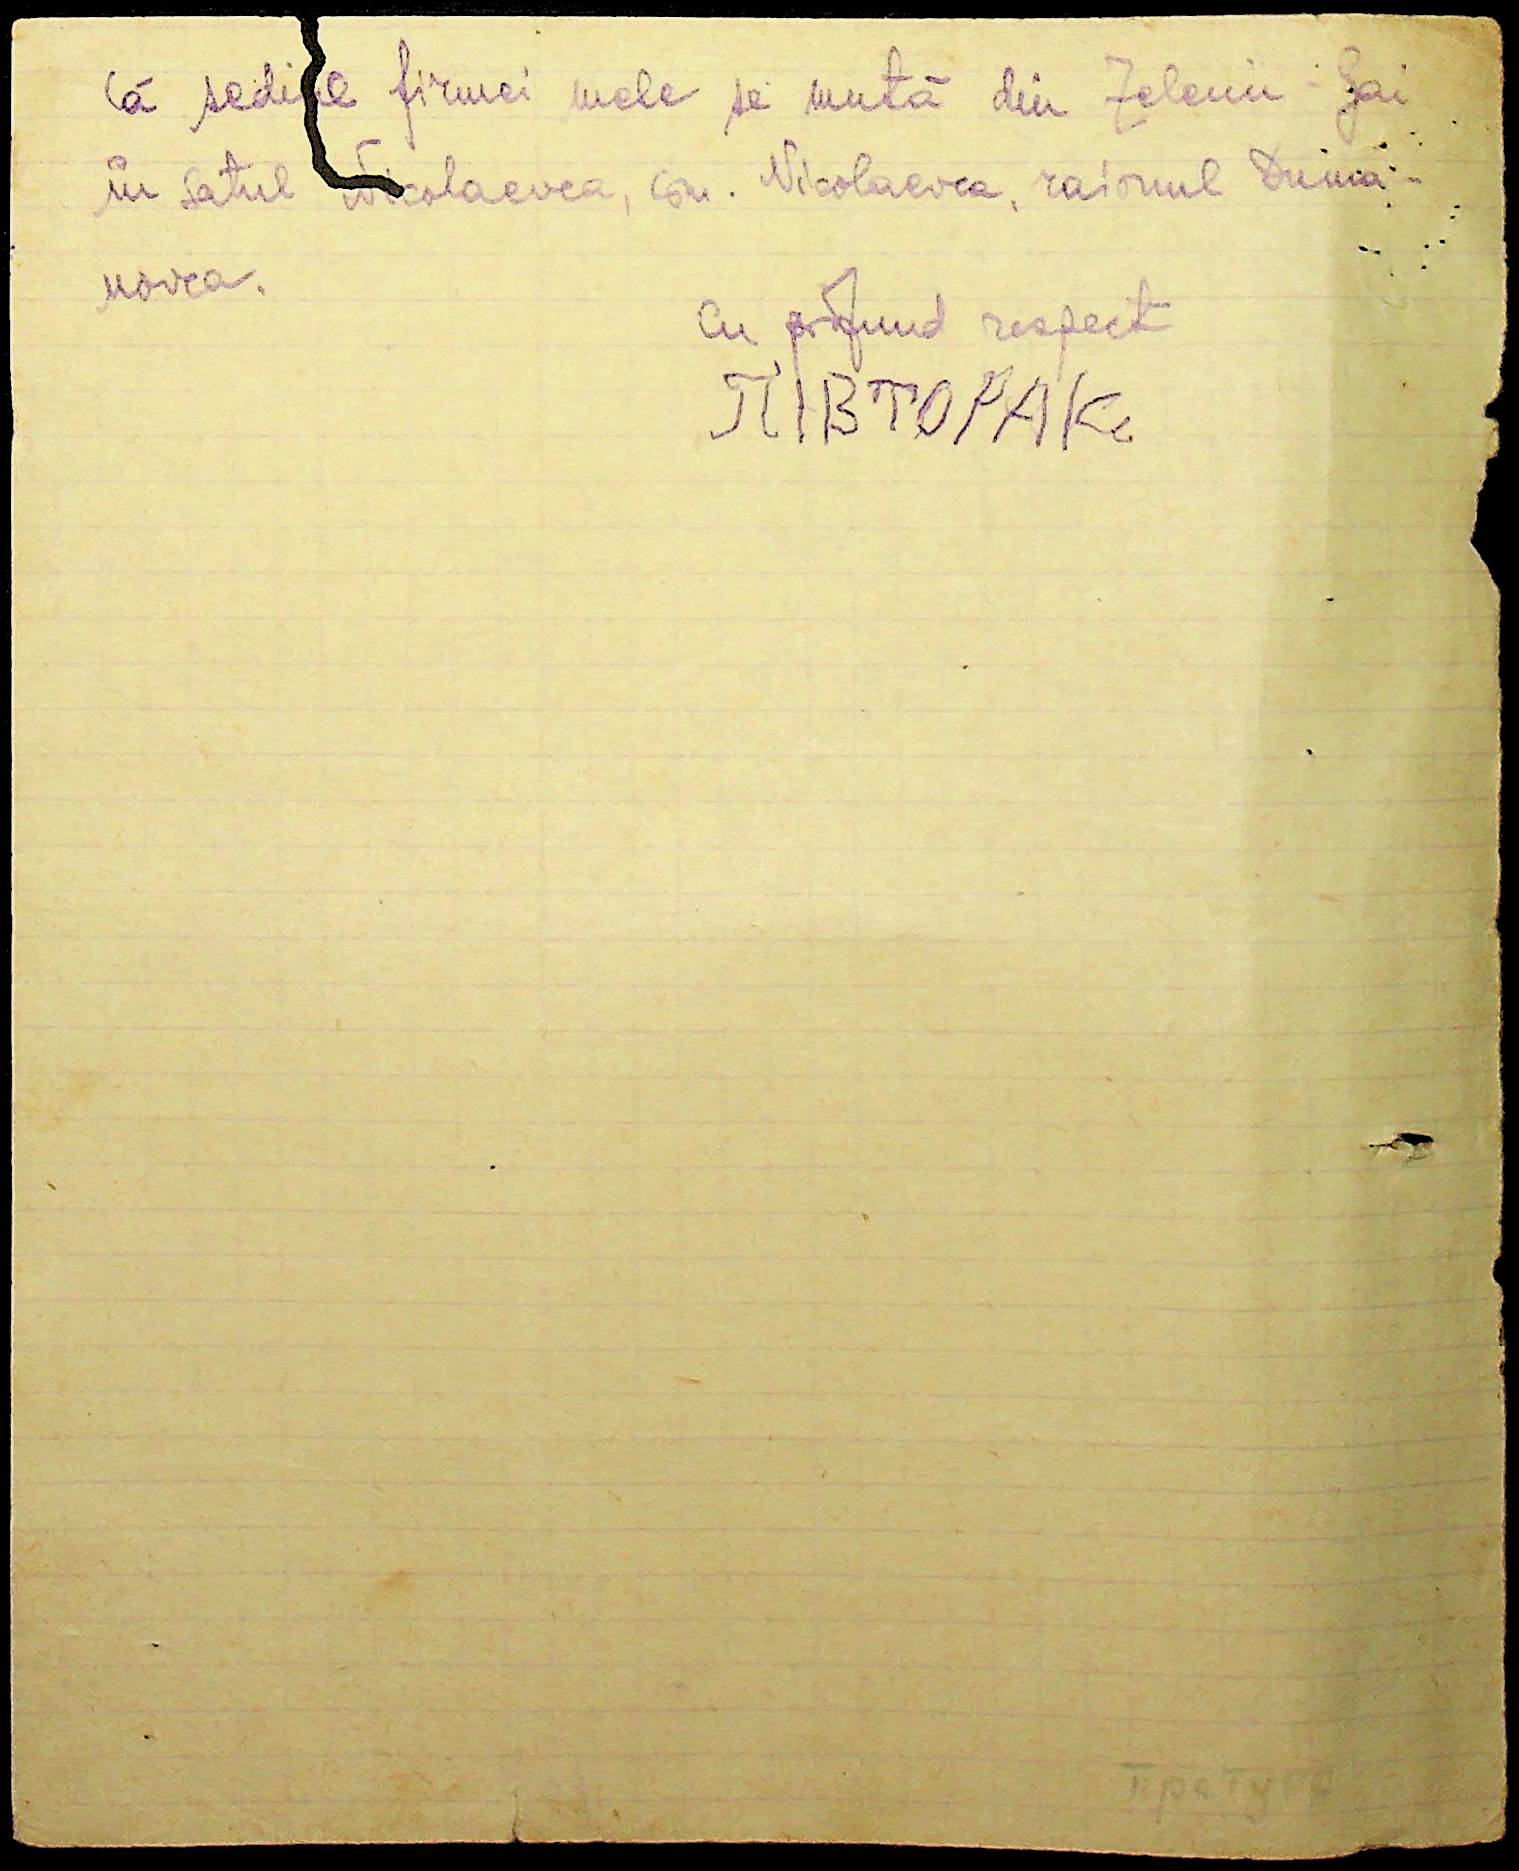 că sediul firmei mele se mută din Zelenii-Gai
în satul Nicolaevca, com. Nicolaevca, raionul Duma-
novca.
Cu profund respect
ПІВТОРАК